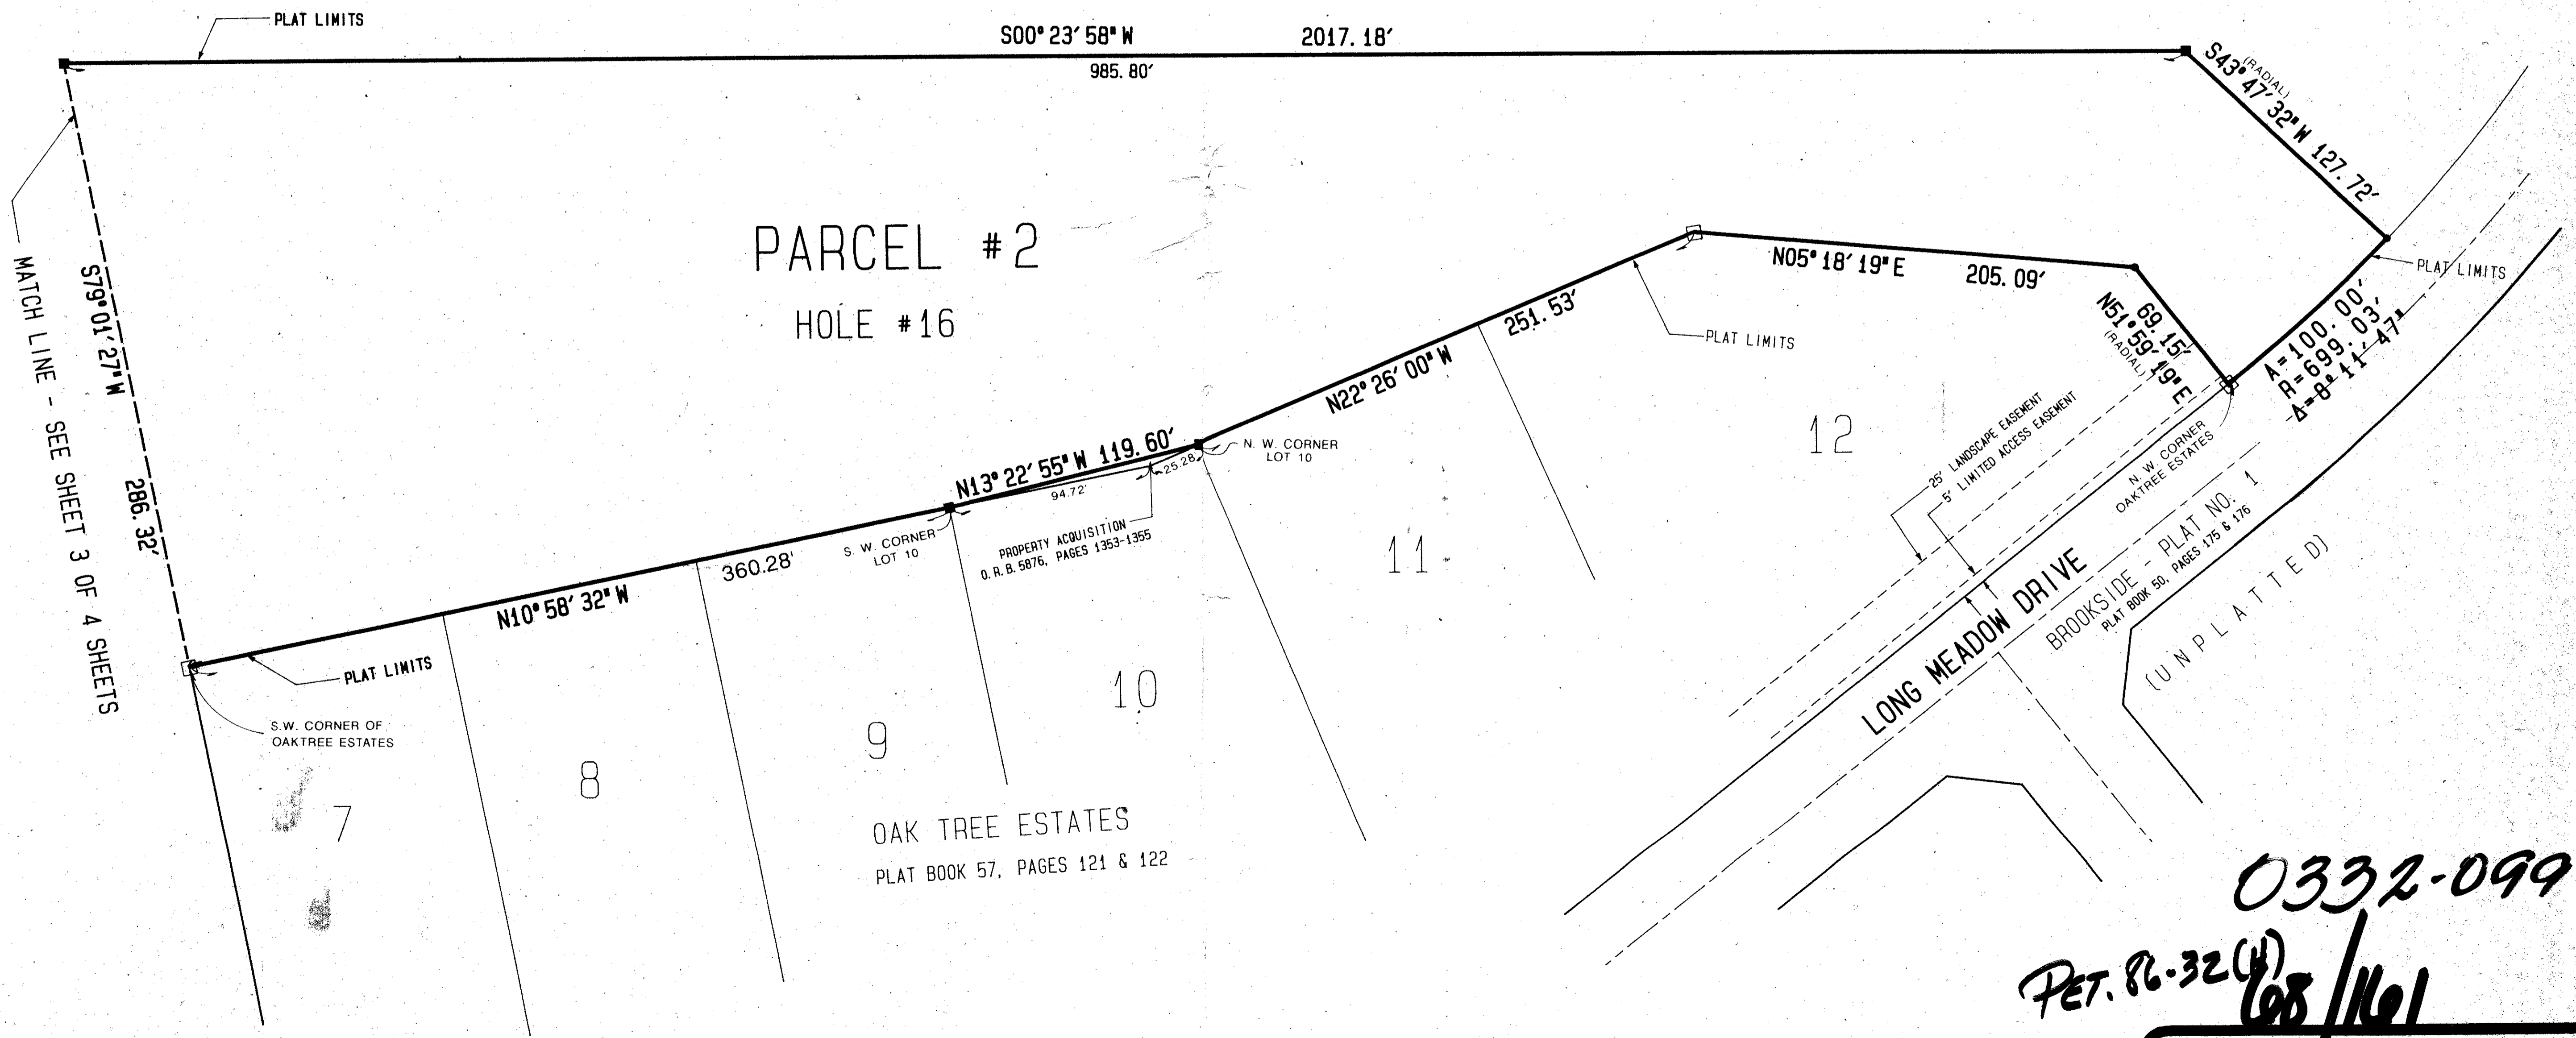 PLAT LIMITS
S00° 23' 58" W 2017. 18'
985. 80'
S43° 47' 32" W 127. 72'
(RADIAL)
PLAT LIMITS
MATCH LINE - SEE SHEET 3 OF 4 SHEETS
S79° 01' 27" W 286. 32'
PARCEL #2
HOLE #16
N05° 18' 19" E 205. 09'
69. 15'
N51° 59' 19" E
(RADIAL)
A=100. 00'
R=699. 03'
Δ=8° 11' 47"
251. 53'
N22° 26' 00" W
PLAT LIMITS
N13° 22' 55" W 119. 60'
94.72'
25.28'
N. W. CORNER
LOT 10
S. W. CORNER
LOT 10
PROPERTY ACQUISITION
O. R. B. 5876, PAGES 1353-1355
360.28'
N10° 58' 32" W
PLAT LIMITS
S.W. CORNER OF
OAKTREE ESTATES
7
8
9
10
11
12
25' LANDSCAPE EASEMENT
5' LIMITED ACCESS EASEMENT
N. W. CORNER
OAKTREE ESTATES
LONG MEADOW DRIVE
BROOKSIDE - PLAT NO. 1
PLAT BOOK 50, PAGES 175 & 176
(UNPLATTED)
OAK TREE ESTATES
PLAT BOOK 57, PAGES 121 & 122
0332-099
PET. 86-32(H)
68/161